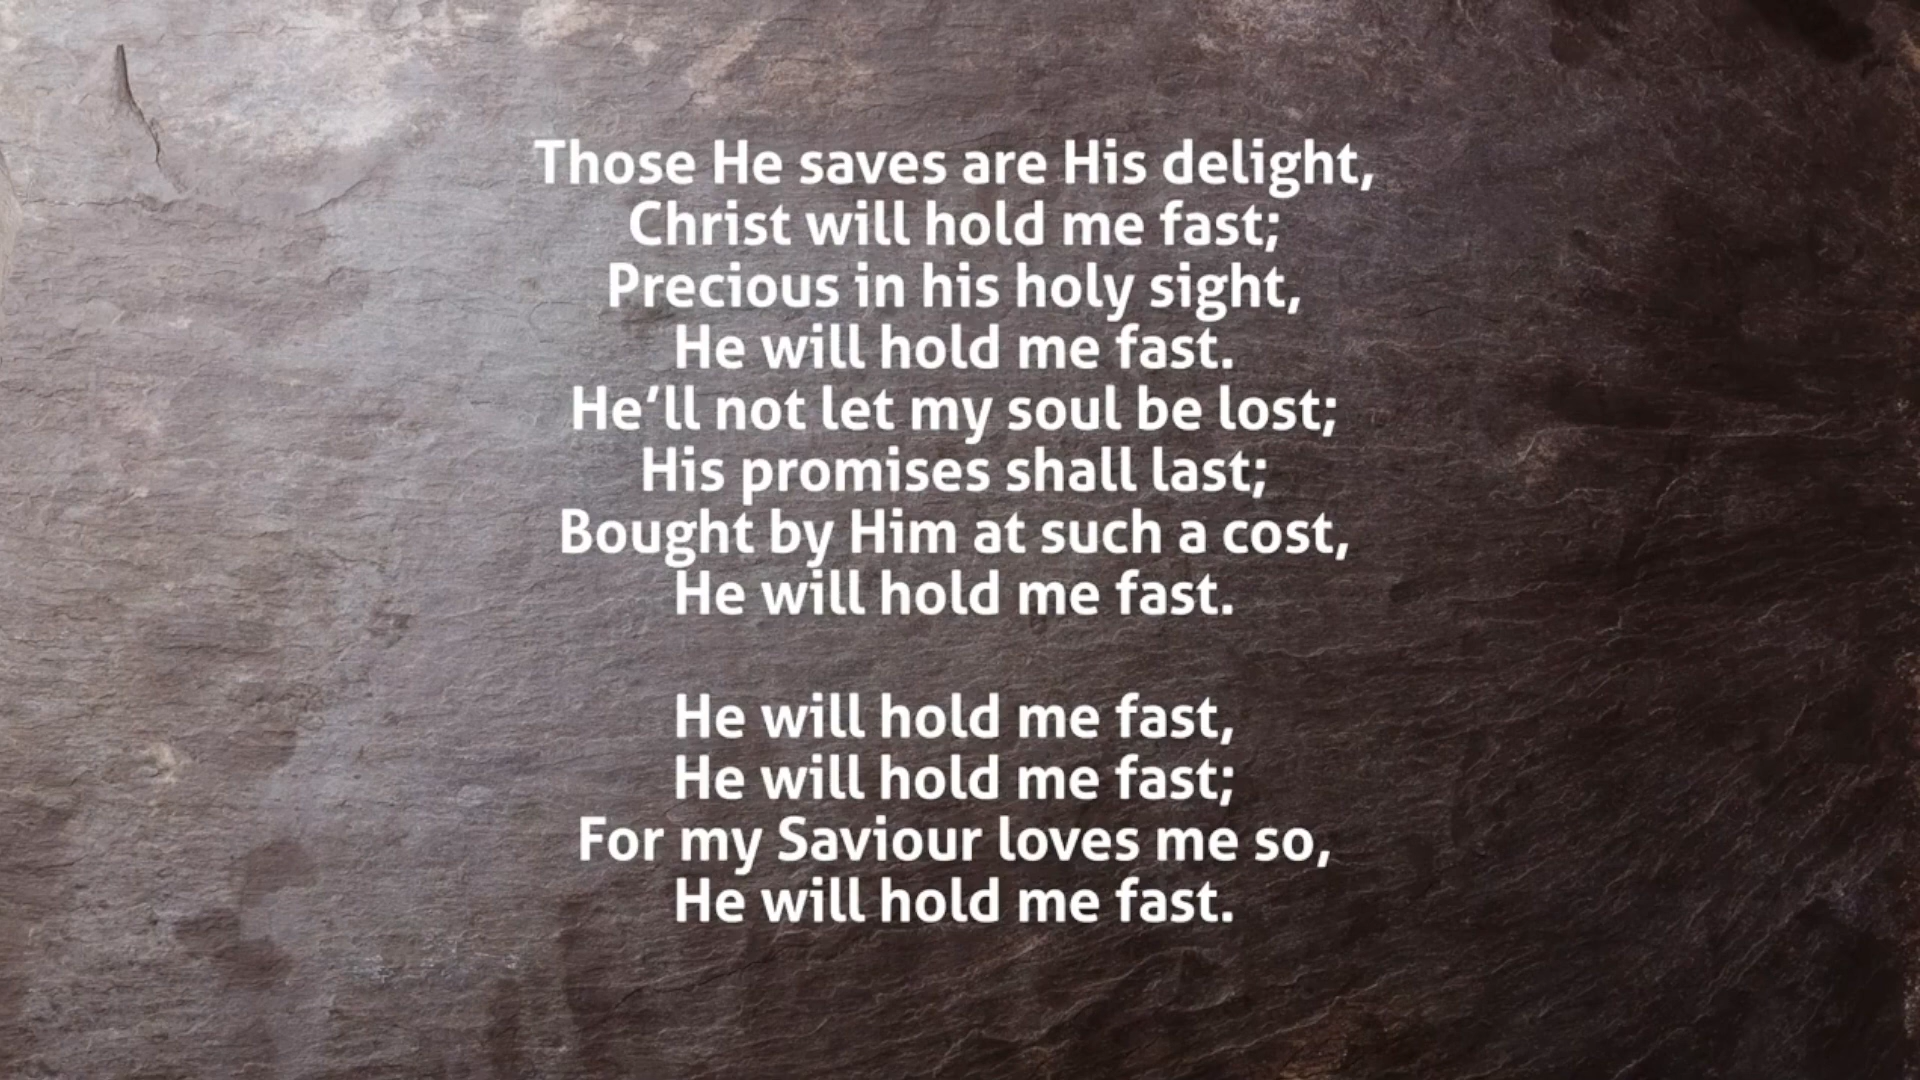 Those He saves are His delight,
Christ will hold me fast;
Precious in his holy sight,
He will hold me fast.
He’ll not let my soul be lost;
His promises shall last;
Bought by Him at such a cost,
He will hold me fast.

He will hold me fast,
He will hold me fast;
For my Saviour loves me so,
He will hold me fast.